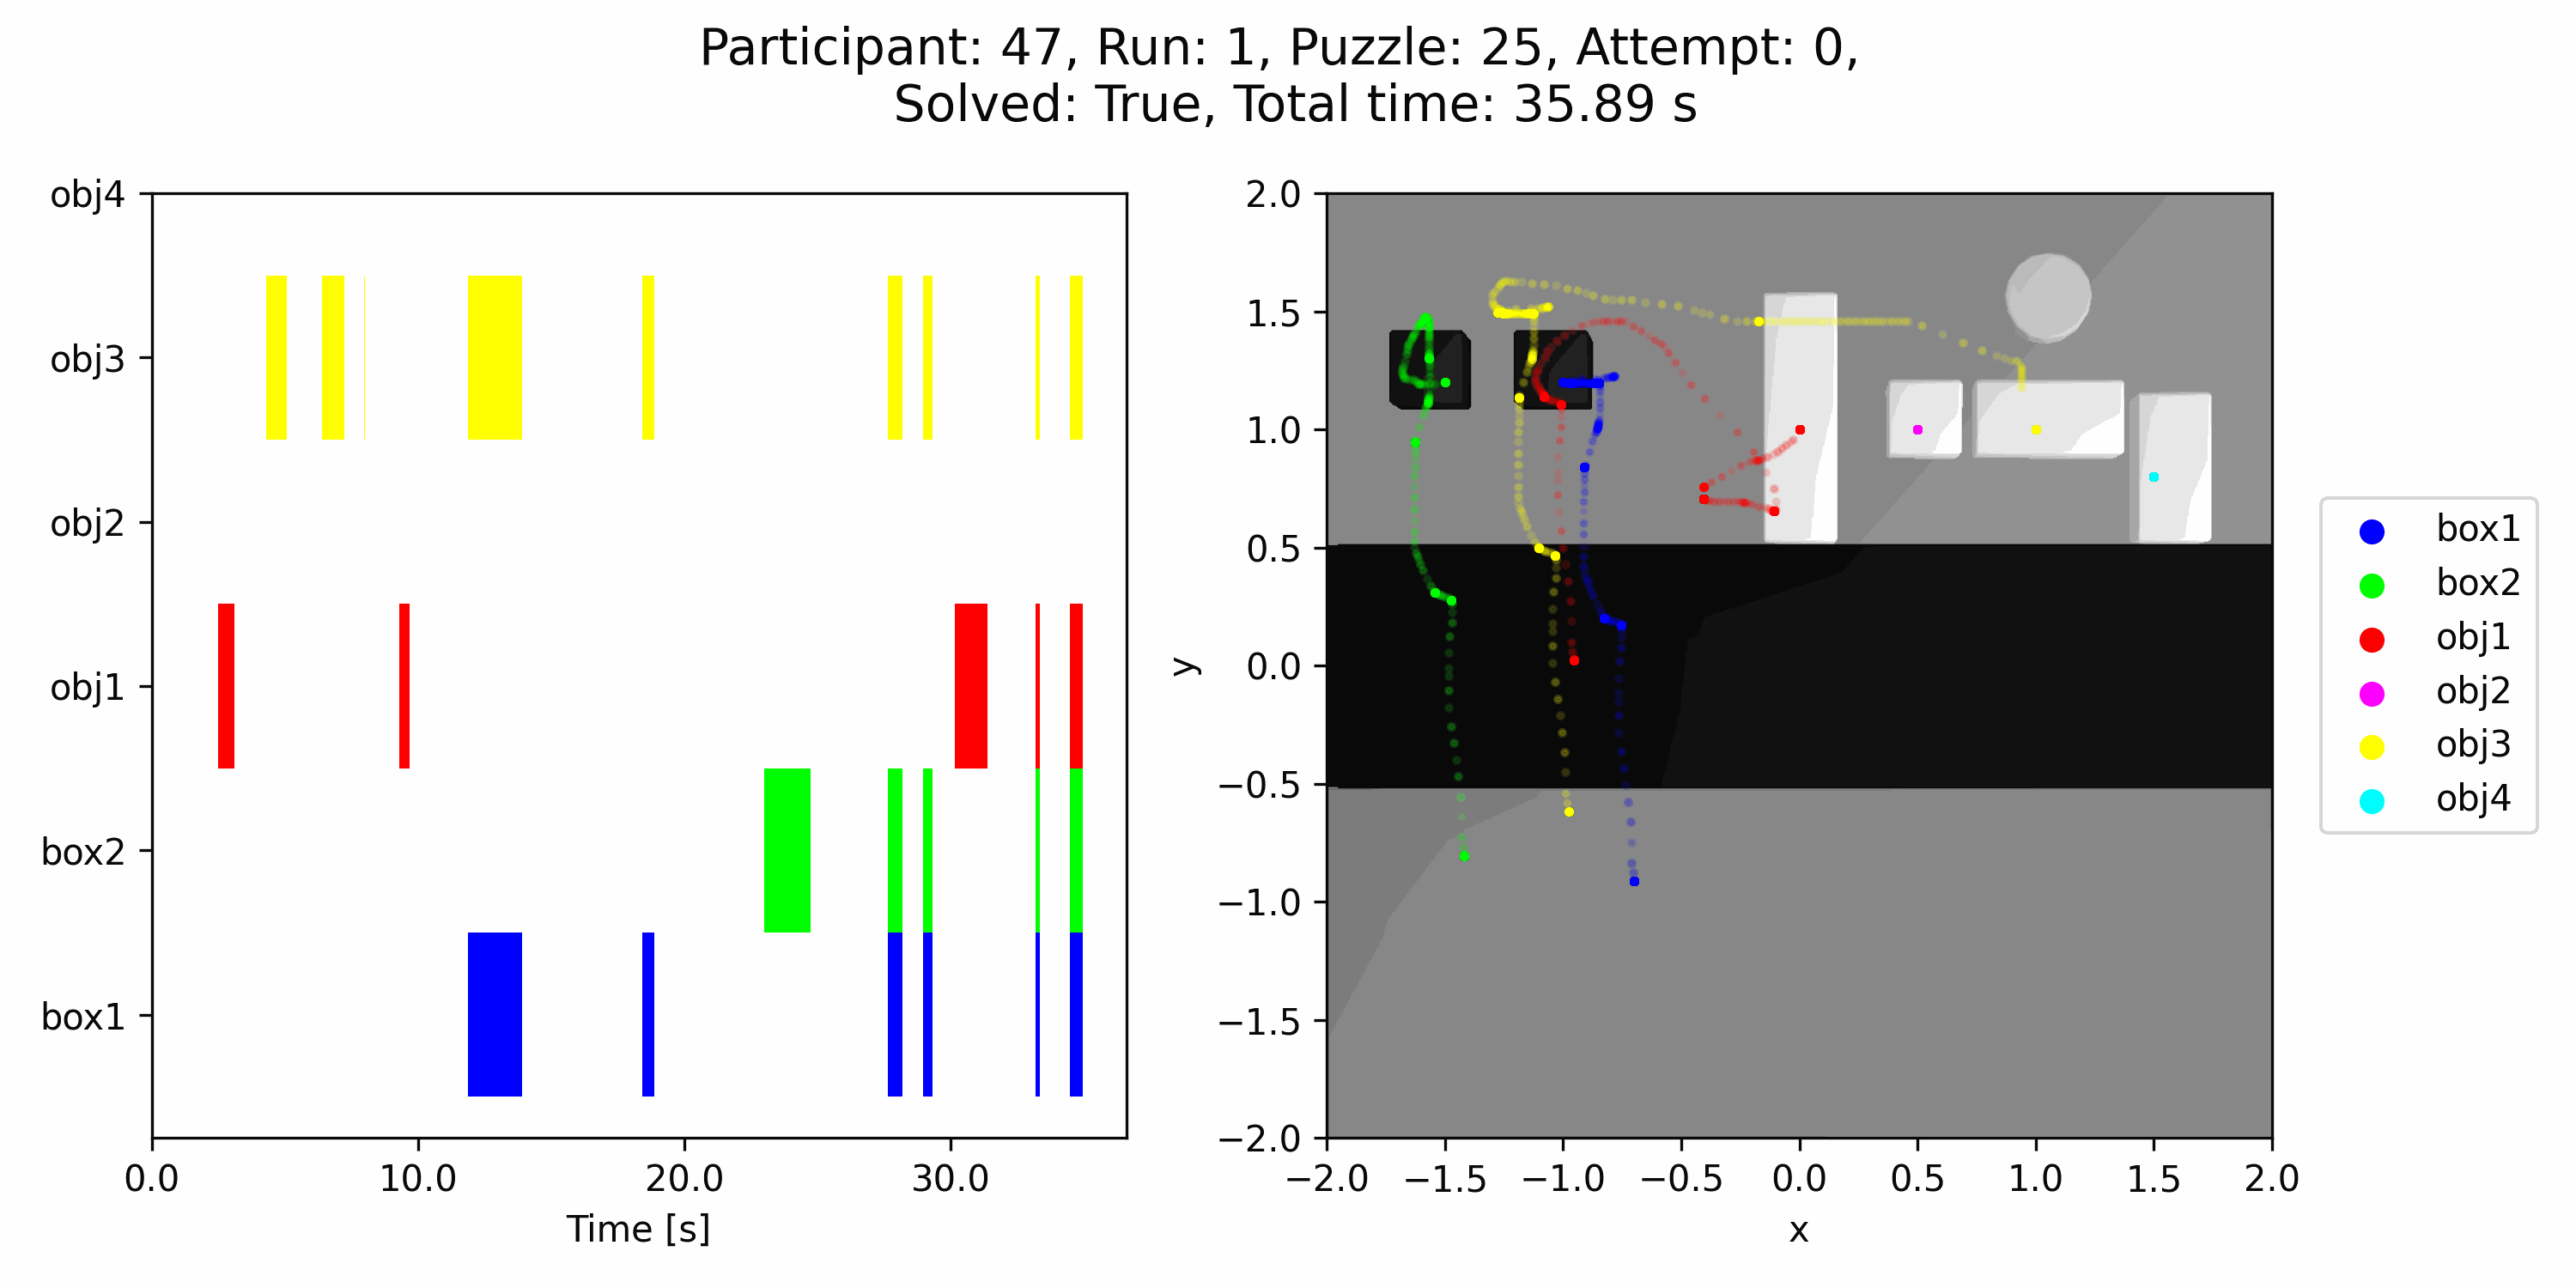 Participant: 47, Run: 1, Puzzle: 25, Attempt: 0,
Solved: True, Total time: 35.89 s
obj4
obj3
obj2
obj1
box2
box1
0.0 10.0 20.0 30.0
Time [s]
2.0
1.5
1.0
0.5
0.0
−0.5
−1.0
−1.5
−2.0
y
−2.0 −1.5 −1.0 −0.5 0.0 0.5 1.0 1.5 2.0
x
box1
box2
obj1
obj2
obj3
obj4